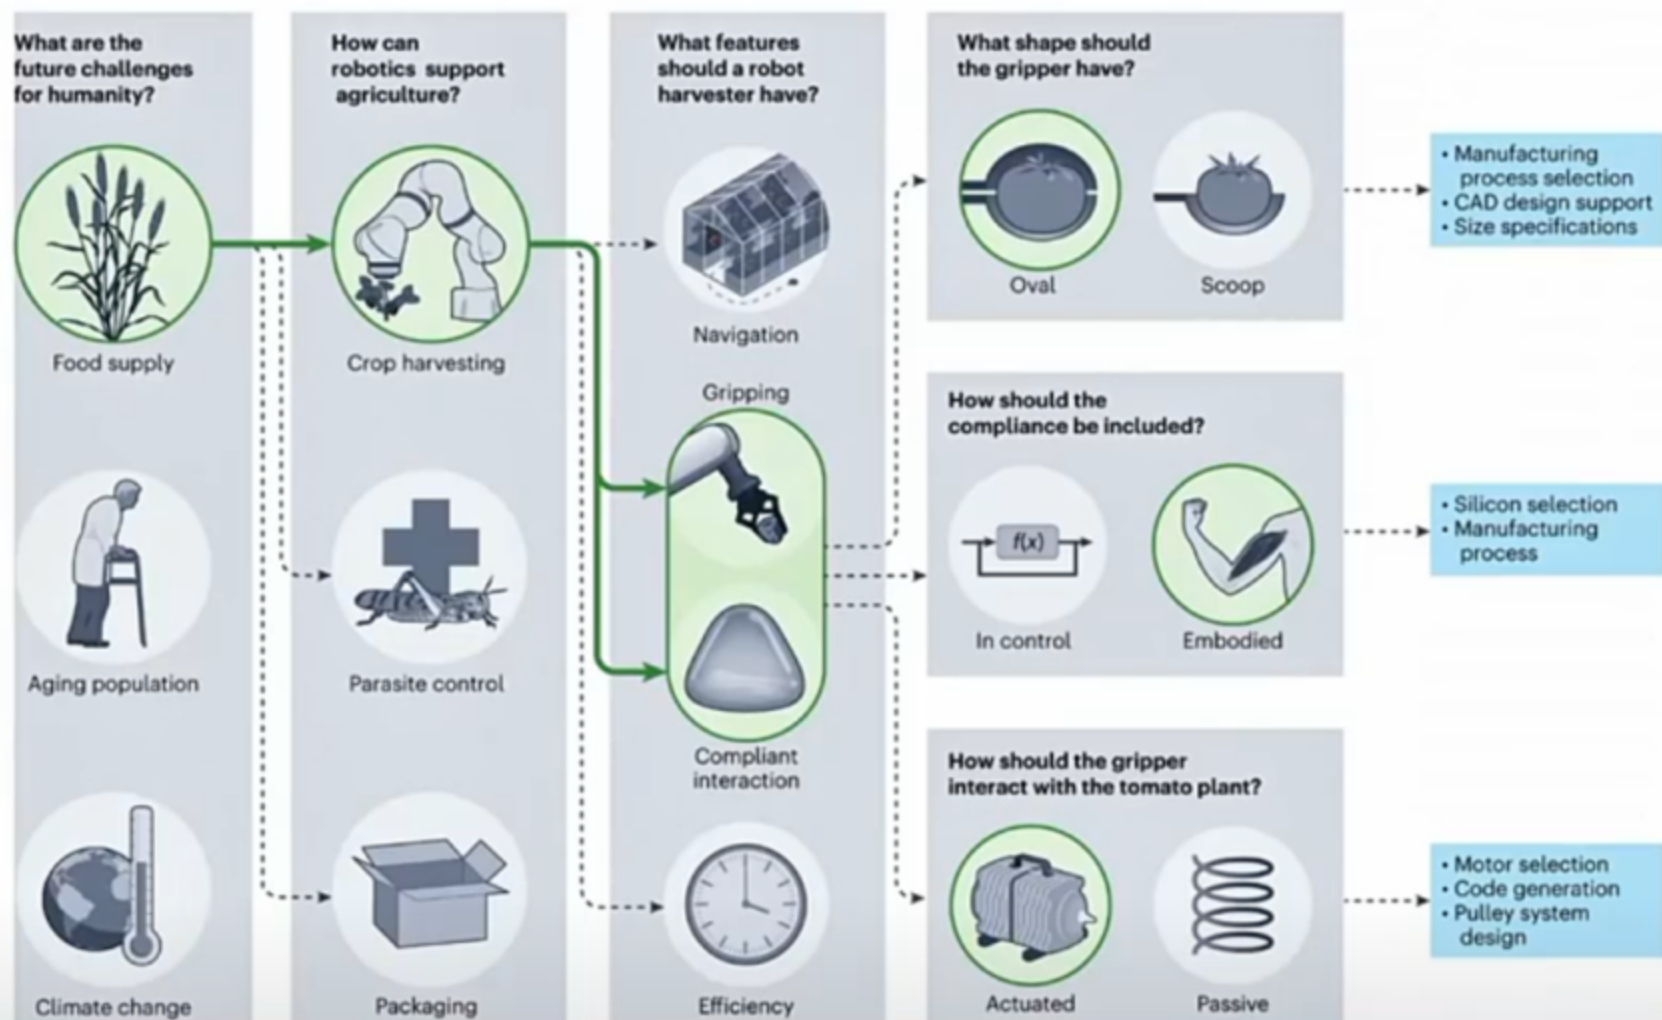 What are the
future challenges
for humanity?
Food supply
Aging population
Climate change
How can
robotics support
agriculture?
Crop harvesting
Parasite control
Packaging
What features
should a robot
harvester have?
Navigation
Gripping
Compliant
interaction
Efficiency
What shape should
the gripper have?
Oval
Scoop
How should the
compliance be included?
f(x)
In control
Embodied
How should the gripper
interact with the tomato plant?
Actuated
Passive
• Manufacturing
process selection
• CAD design support
• Size specifications
• Silicon selection
• Manufacturing
process
• Motor selection
• Code generation
• Pulley system
design